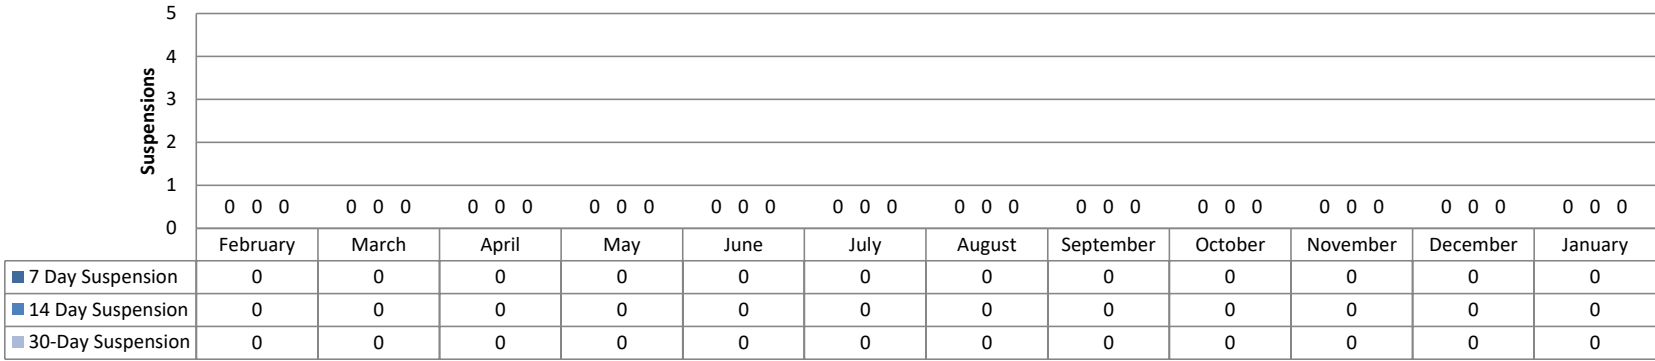 5
4
3
2
1
0
Suspensions
0 0 0 0 0 0 0 0 0 0 0 0 0 0 0 0 0 0 0 0 0 0 0 0 0 0 0 0 0 0 0 0 0 0 0 0
February March April May June July August September October November December January
7 Day Suspension 0 0 0 0 0 0 0 0 0 0 0 0
14 Day Suspension 0 0 0 0 0 0 0 0 0 0 0 0
30-Day Suspension 0 0 0 0 0 0 0 0 0 0 0 0